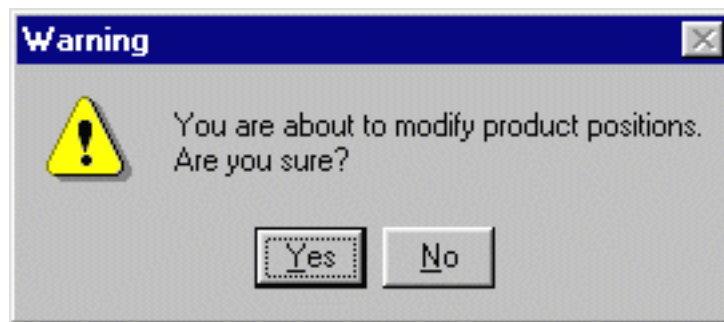 Warning
You are about to modify product positions.
Are you sure?
Yes No